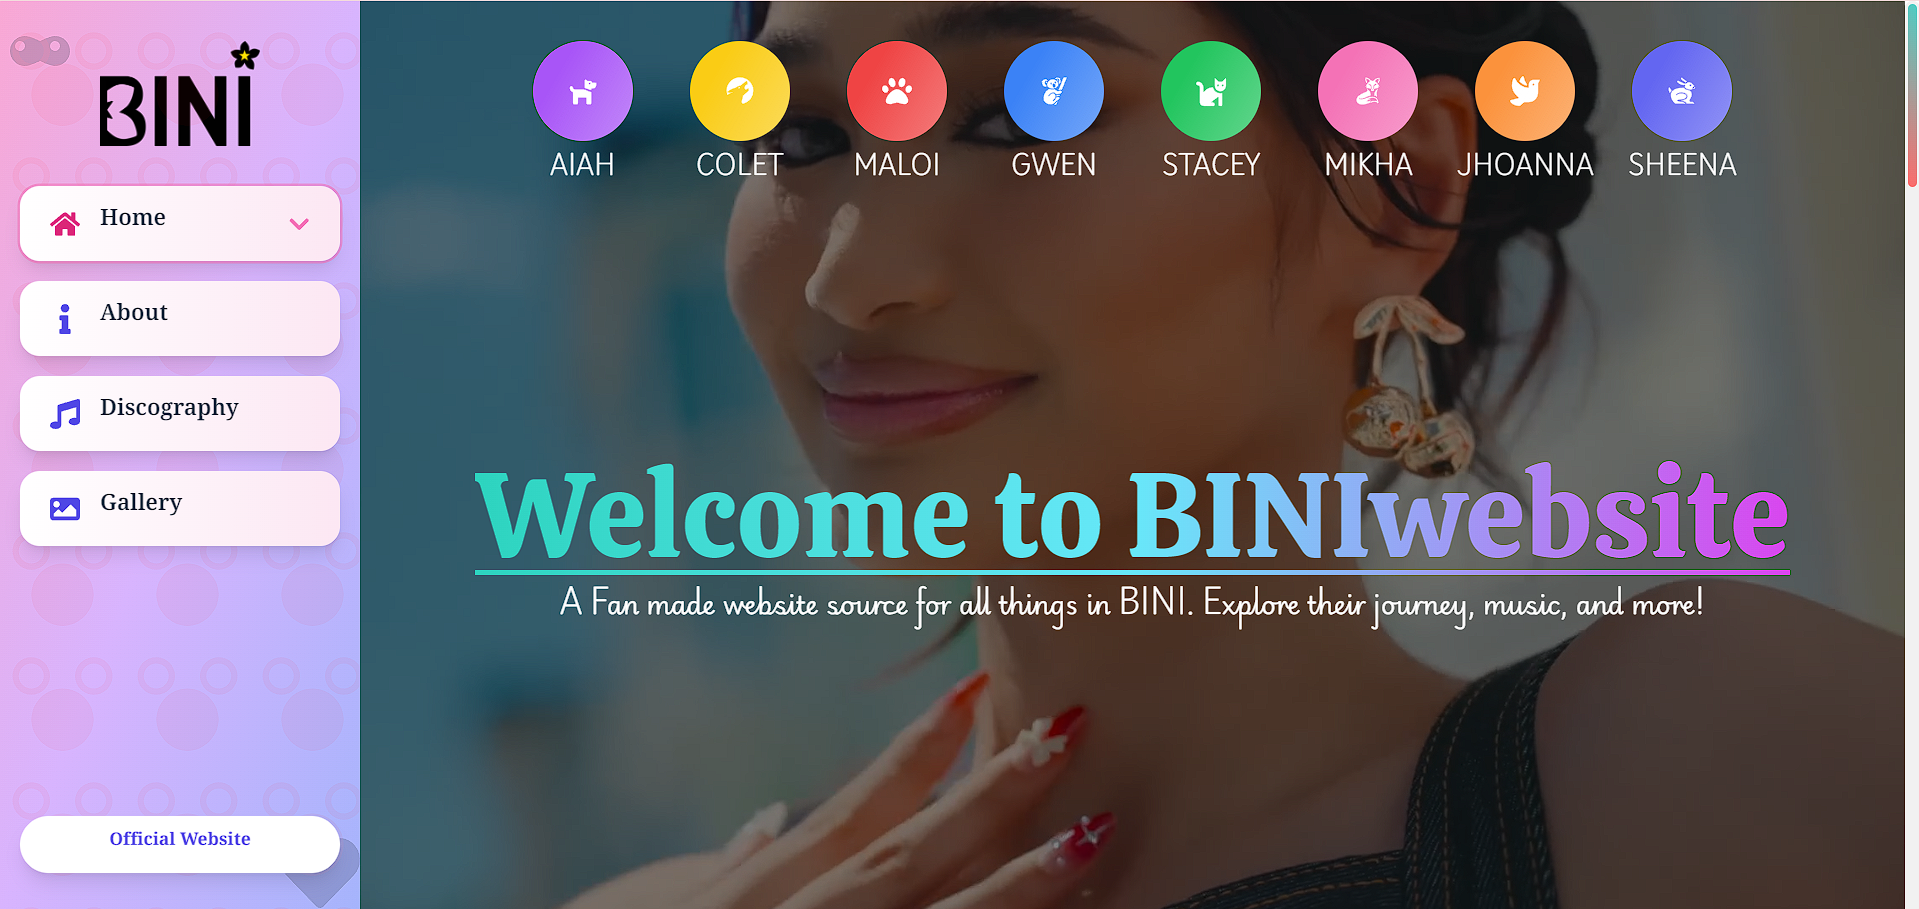 BINI
Home
About
Discography
Gallery
Official Website
AIAH
COLET
MALOI
GWEN
STACEY
MIKHA
JHOANNA
SHEENA
Welcome to BINIwebsite
A Fan made website source for all things in BINI. Explore their journey, music, and more!